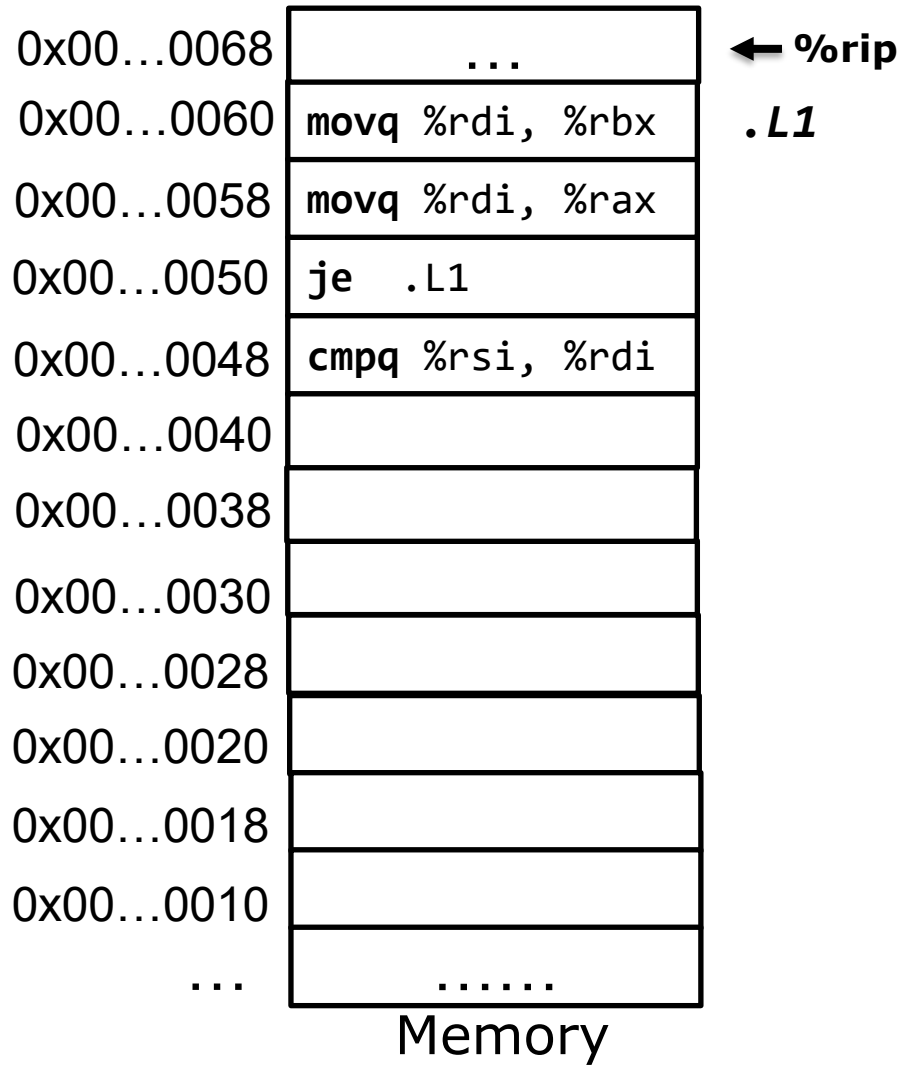 0x00…0068 ... %rip
0x00…0060 movq %rdi, %rbx .L1
0x00…0058 movq %rdi, %rax
0x00…0050 je .L1
0x00…0048 cmpq %rsi, %rdi
0x00…0040
0x00…0038
0x00…0030
0x00…0028
0x00…0020
0x00…0018
0x00…0010
... ......
Memory